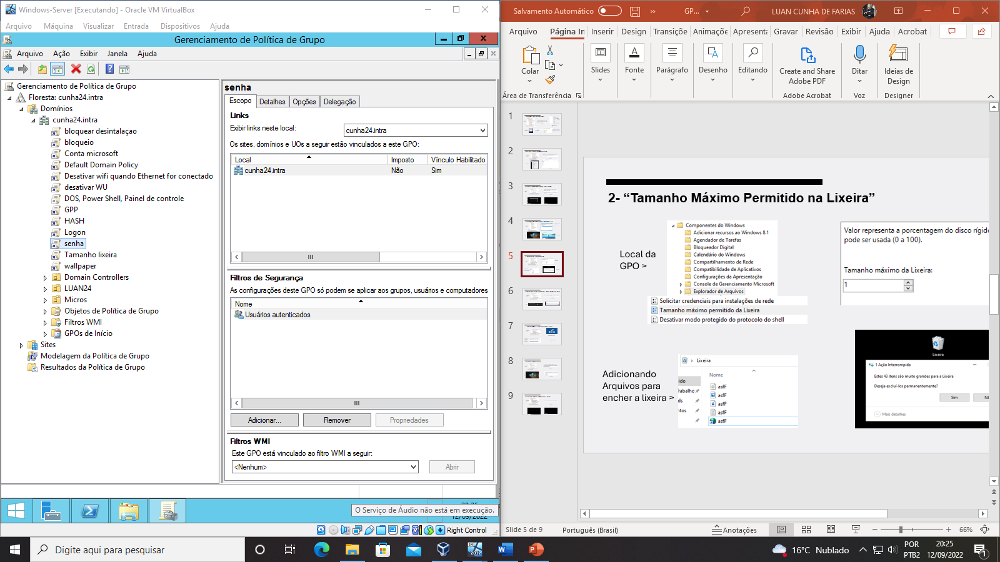 Windows-Server [Executando] - Oracle VM VirtualBox
Arquivo Máquina Visualizar Entrada Dispositivos Ajuda
Gerenciamento de Política de Grupo
Arquivo Ação Exibir Janela Ajuda
Gerenciamento de Política de Grupo
Floresta: cunha24.intra
Domínios
cunha24.intra
bloquear desintalaçao
bloqueio
Conta microsoft
Default Domain Policy
Desativar wifi quando Ethernet for conectado
desativar WU
DOS, Power Shell, Painel de controle
GPP
HASH
Logon
senha
Tamanho lixeira
wallpaper
Domain Controllers
LUAN24
Micros
Objetos de Política de Grupo
Filtros WMI
GPOs de Início
Sites
Modelagem da Política de Grupo
Resultados da Política de Grupo
senha
Escopo Detalhes Opções Delegação
Links
Exibir links neste local: cunha24.intra
Os sites, domínios e UOs a seguir estão vinculados a este GPO:
Local Imposto Vínculo Habilitado
cunha24.intra Não Sim
Filtros de Segurança
As configurações deste GPO só podem se aplicar aos grupos, usuários e computadores
Nome
Usuários autenticados
Adicionar... Remover Propriedades
Filtros WMI
Este GPO está vinculado ao filtro WMI a seguir:
<Nenhum> Abrir
O Serviço de Áudio não está em execução.
12/09/2022
Right Control
Salvamento Automático GP... LUAN CUNHA DE FARIAS
Arquivo Página In Inserir Design Transiçõe Animaçõe Apresenta Gravar Revisão Exibir Ajuda Acrobat
Colar Slides Fonte Parágrafo Desenho Editando Create and Share Adobe PDF Ditar Ideias de Design
Área de Transferência Adobe Acrobat Voz Designer
1
2
3
4
5
6
7
8
9
2- “Tamanho Máximo Permitido na Lixeira”
Local da
GPO >
Componentes do Windows
Adicionar recursos ao Windows 8.1
Agendador de Tarefas
Bloqueador Digital
Calendário do Windows
Compartilhamento de Rede
Compatibilidade de Aplicativos
Configurações da Apresentação
Console de Gerenciamento Microsoft
Explorador de Arquivos
Solicitar credenciais para instalações de rede
Tamanho máximo permitido da Lixeira
Desativar modo protegido do protocolo do shell
Valor representa a porcentagem do disco rígido
pode ser usada (0 a 100).
Tamanho máximo da Lixeira:
1
Adicionando
Arquivos para
encher a lixeira >
Lixeira
Nome
ido
rabalho
ds
ntos
asfF
asfF
asfF
asfF
asfF
Lixeira
1 Ação Interrompida
Estes 43 itens são muito grandes para a Lixeira
Deseja excluí-los permanentemente?
Sim Nã
Mais detalhes
Slide 5 de 9 Português (Brasil) Anotações 66%
Digite aqui para pesquisar
2012
16°C Nublado
POR
PTB2
20:25
12/09/2022
1